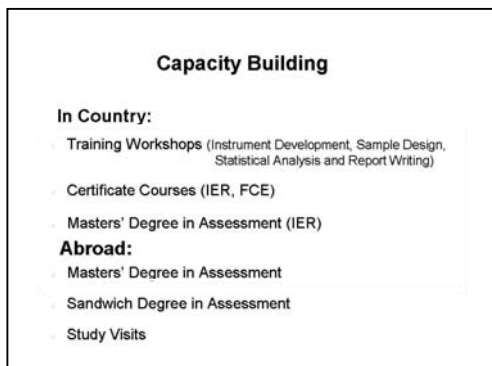 Capacity Building
In Country:
Training Workshops (Instrument Development, Sample Design,
Statistical Analysis and Report Writing)
Certificate Courses (IER, FCE)
Masters' Degree in Assessment (IER)
Abroad:
Masters' Degree in Assessment
Sandwich Degree in Assessment
Study Visits